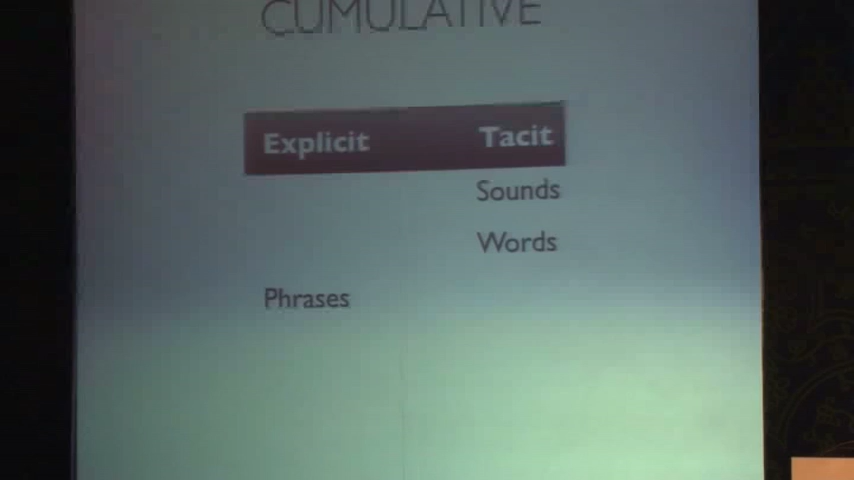 CUMULATIVE
Explicit Tacit
Sounds
Words
Phrases